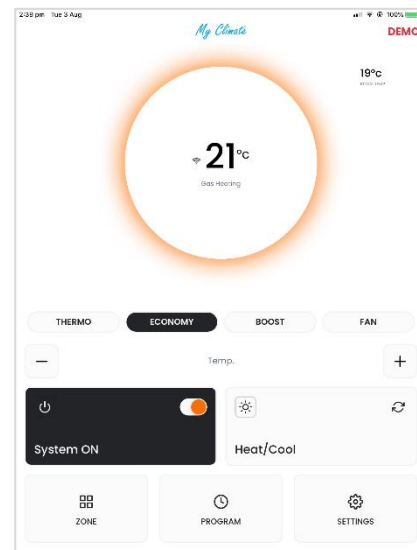 2:39 pm Tue 3 Aug 100%
My Climate
DEMO
19°C
21°C
Gas Heating
THERMO ECONOMY BOOST FAN
− Temp. +
System ON Heat/Cool
ZONE PROGRAM SETTINGS